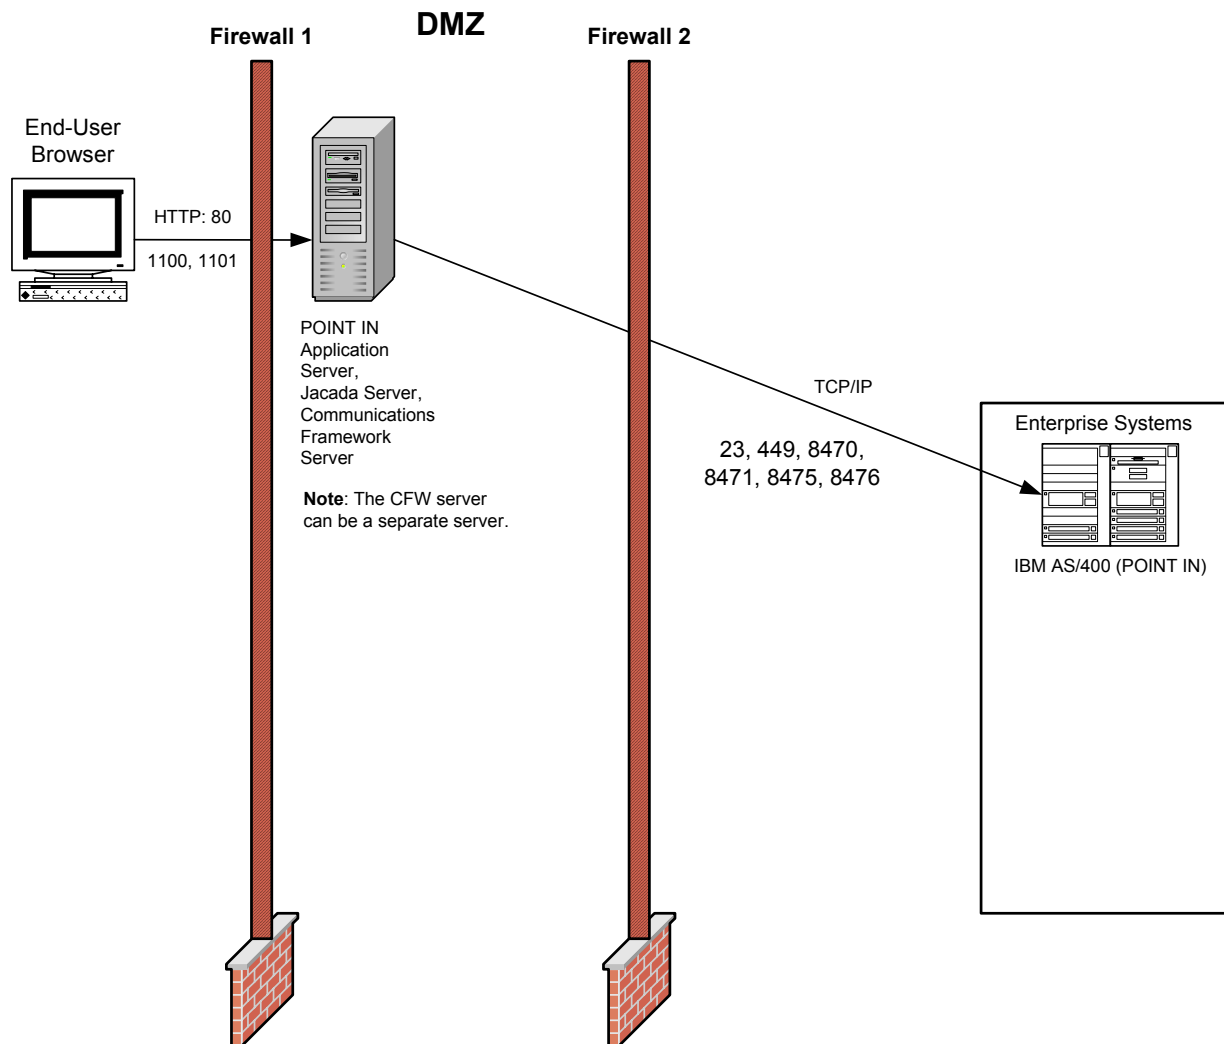 DMZ
Firewall 1
Firewall 2
End-User
Browser
HTTP: 80
1100, 1101
POINT IN
Application
Server,
Jacada Server,
Communications
Framework
Server
Note: The CFW server
can be a separate server.
TCP/IP
23, 449, 8470,
8471, 8475, 8476
Enterprise Systems
IBM AS/400 (POINT IN)